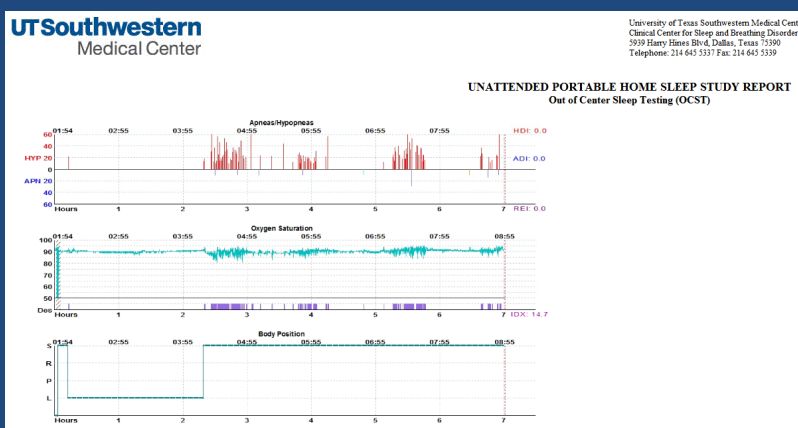 UTSouthwestern
Medical Center
University of Texas Southwestern Medical Cent
Clinical Center for Sleep and Breathing Disorder
5939 Harry Hines Blvd, Dallas, Texas 75390
Telephone: 214 645 5337 Fax: 214 645 5339
UNATTENDED PORTABLE HOME SLEEP STUDY REPORT
Out of Center Sleep Testing (OCST)
Apneas/Hypopneas
01:54 02:55 03:55 04:55 05:55 06:55 07:55
60 HDI: 0.0
40
HYP 20 ADI: 0.0
0
APN 20
40
60 REI: 0.0
Hours 1 2 3 4 5 6 7
Oxygen Saturation
01:54 02:55 03:55 04:55 05:55 06:55 07:55 08:55
100
90
80
70
60
50
Des IDX: 14.7
Hours 1 2 3 4 5 6 7
Body Position
01:54 02:55 03:55 04:55 05:55 06:55 07:55 08:55
S
R
P
L
Hours 1 2 3 4 5 6 7